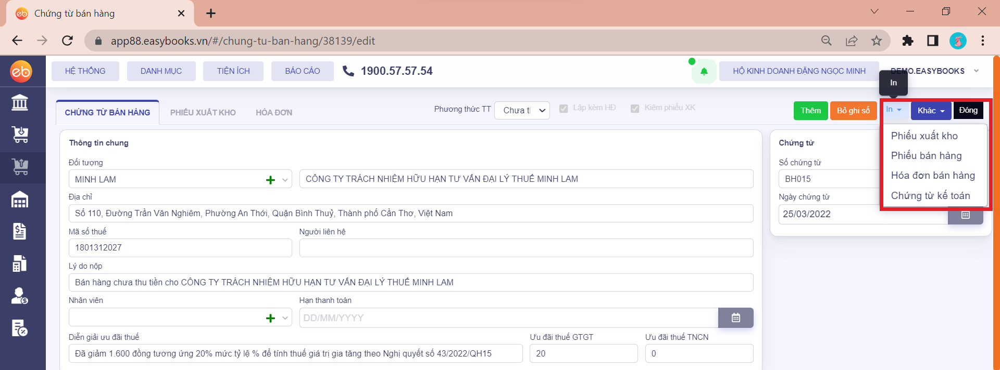 Chứng từ bán hàng
app88.easybooks.vn/#/chung-tu-ban-hang/38139/edit
eb
HỆ THỐNG
DANH MỤC
TIỆN ÍCH
BÁO CÁO
1900.57.57.54
HỘ KINH DOANH ĐẶNG NGỌC MINH
DEMO.EASYBOOKS
In
CHỨNG TỪ BÁN HÀNG
PHIẾU XUẤT KHO
HÓA ĐƠN
Phương thức TT
Chưa tl
Lập kèm HĐ
Kiêm phiếu XK
Thêm
Bỏ ghi sổ
In
Khác
Đóng
Phiếu xuất kho
Phiếu bán hàng
Hóa đơn bán hàng
Chứng từ kế toán
Thông tin chung
Đối tượng
MINH LAM
CÔNG TY TRÁCH NHIỆM HỮU HẠN TƯ VẤN ĐẠI LÝ THUẾ MINH LAM
Địa chỉ
Số 110, Đường Trần Văn Nghiêm, Phường An Thới, Quận Bình Thuỷ, Thành phố Cần Thơ, Việt Nam
Mã số thuế
Người liên hệ
1801312027
Lý do nộp
Bán hàng chưa thu tiền cho CÔNG TY TRÁCH NHIỆM HỮU HẠN TƯ VẤN ĐẠI LÝ THUẾ MINH LAM
Nhân viên
Hạn thanh toán
DD/MM/YYYY
Diễn giải ưu đãi thuế
Ưu đãi thuế GTGT
Ưu đãi thuế TNCN
Đã giảm 1.600 đồng tương ứng 20% mức tỷ lệ % để tính thuế giá trị gia tăng theo Nghị quyết số 43/2022/QH15
20
0
Chứng từ
Số chứng từ
BH015
Ngày chứng từ
25/03/2022